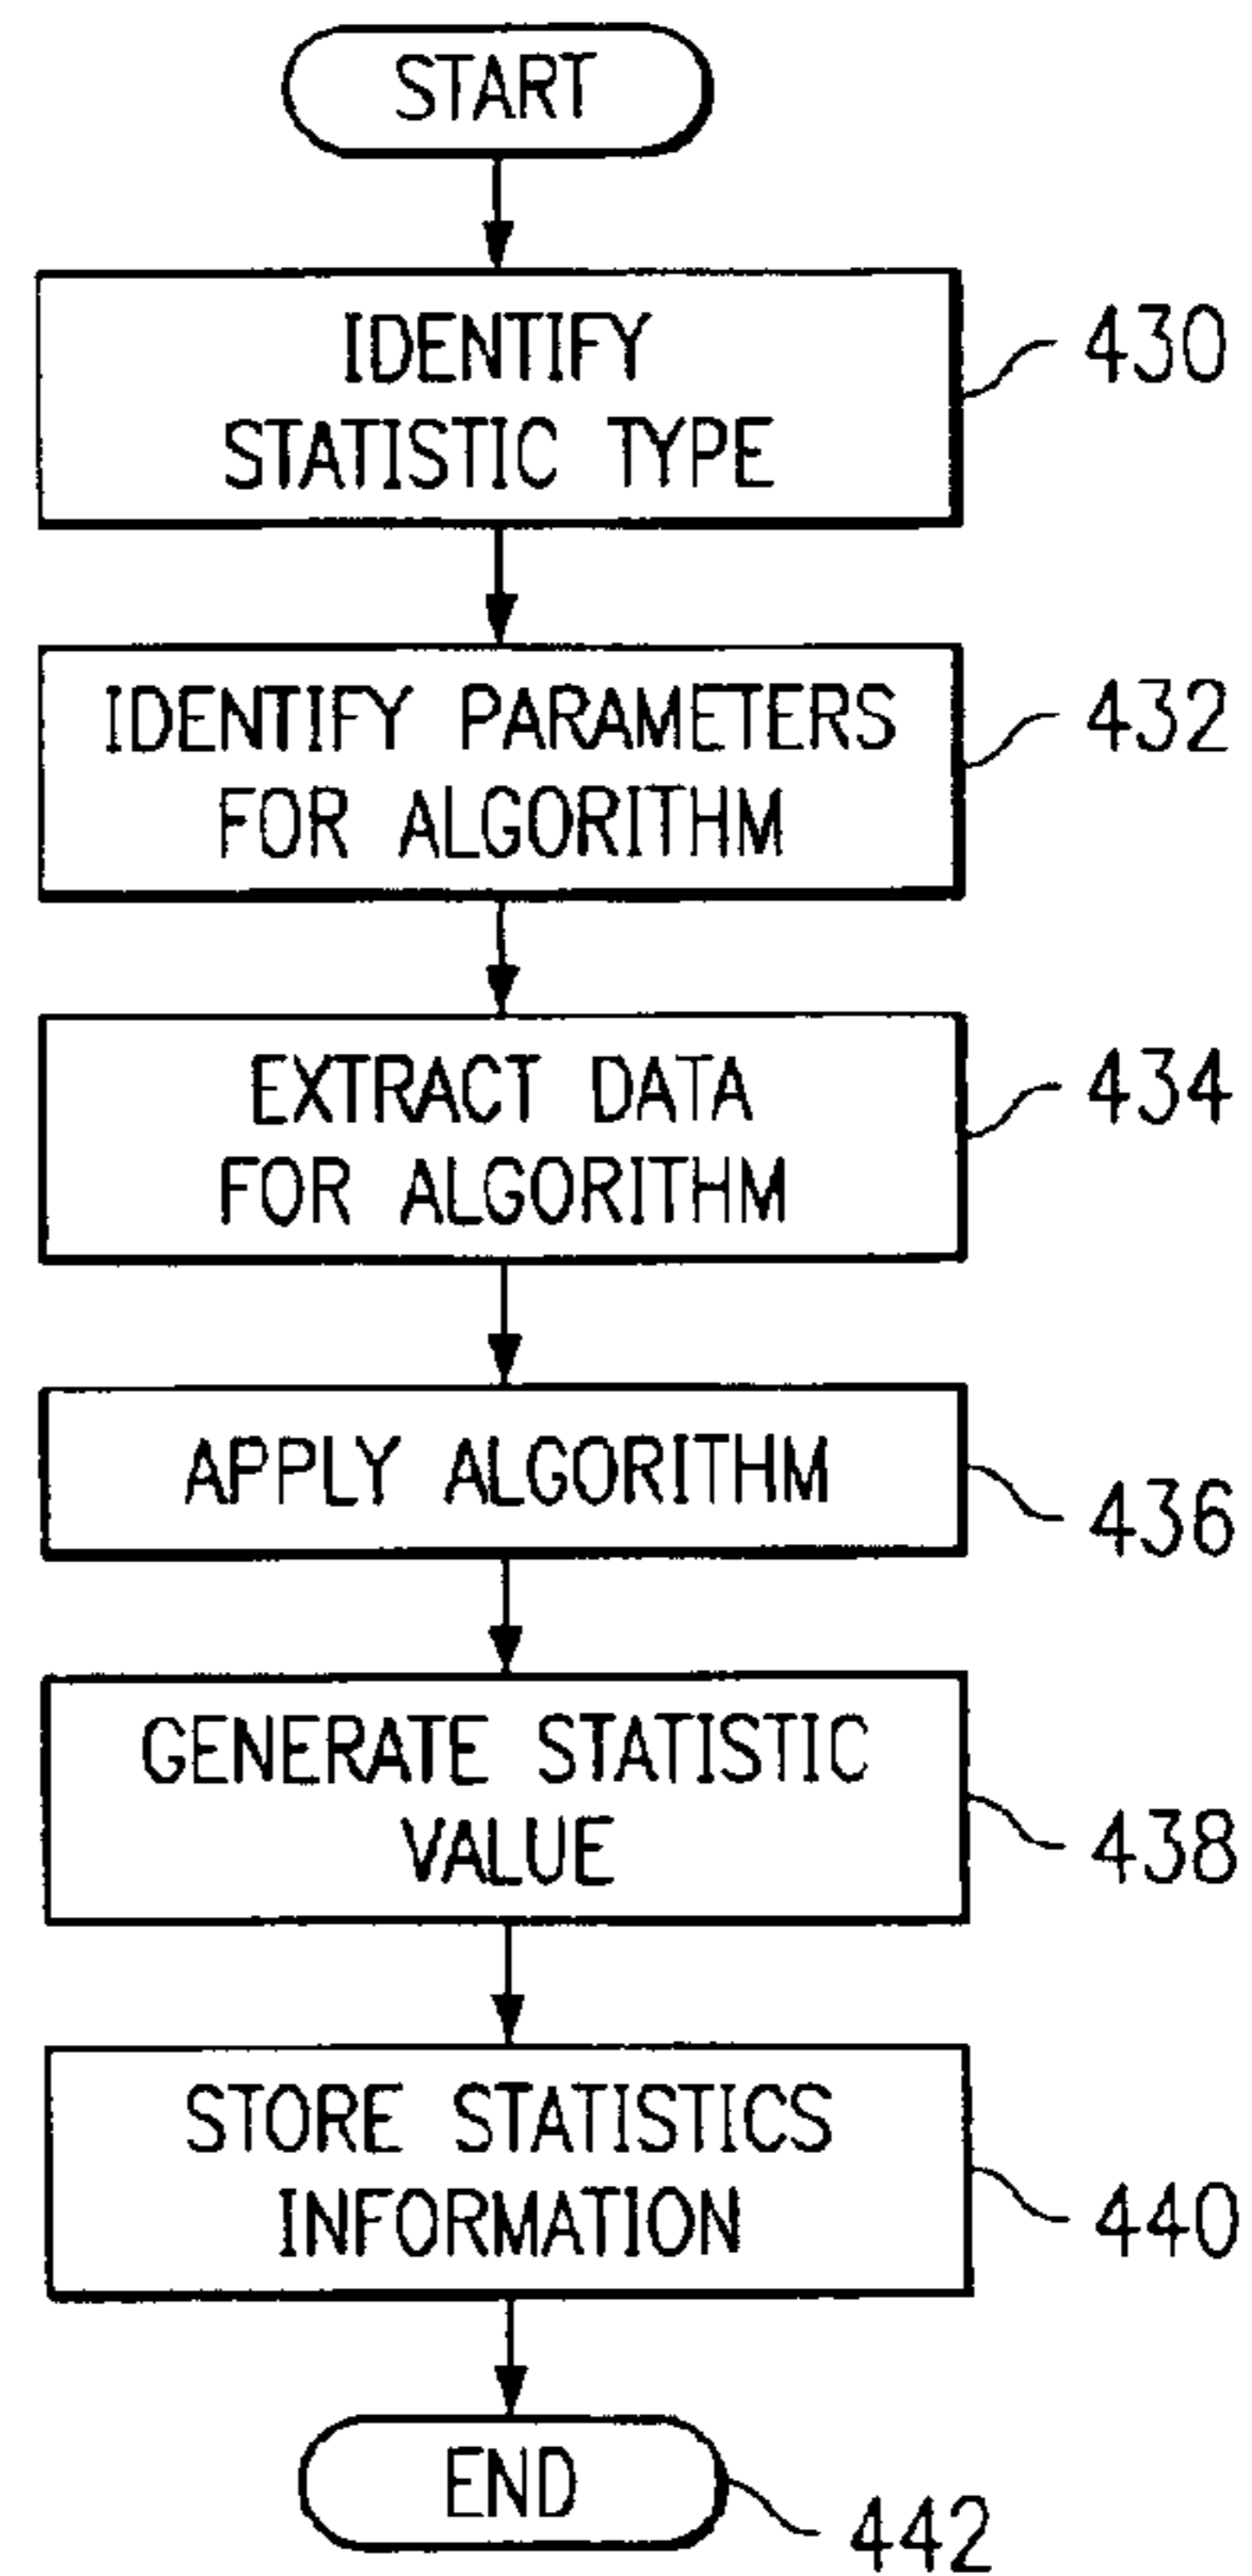 START
IDENTIFY
STATISTIC TYPE
430
IDENTIFY PARAMETERS
FOR ALGORITHM
432
EXTRACT DATA
FOR ALGORITHM
434
APPLY ALGORITHM
436
GENERATE STATISTIC
VALUE
438
STORE STATISTICS
INFORMATION
440
END
442